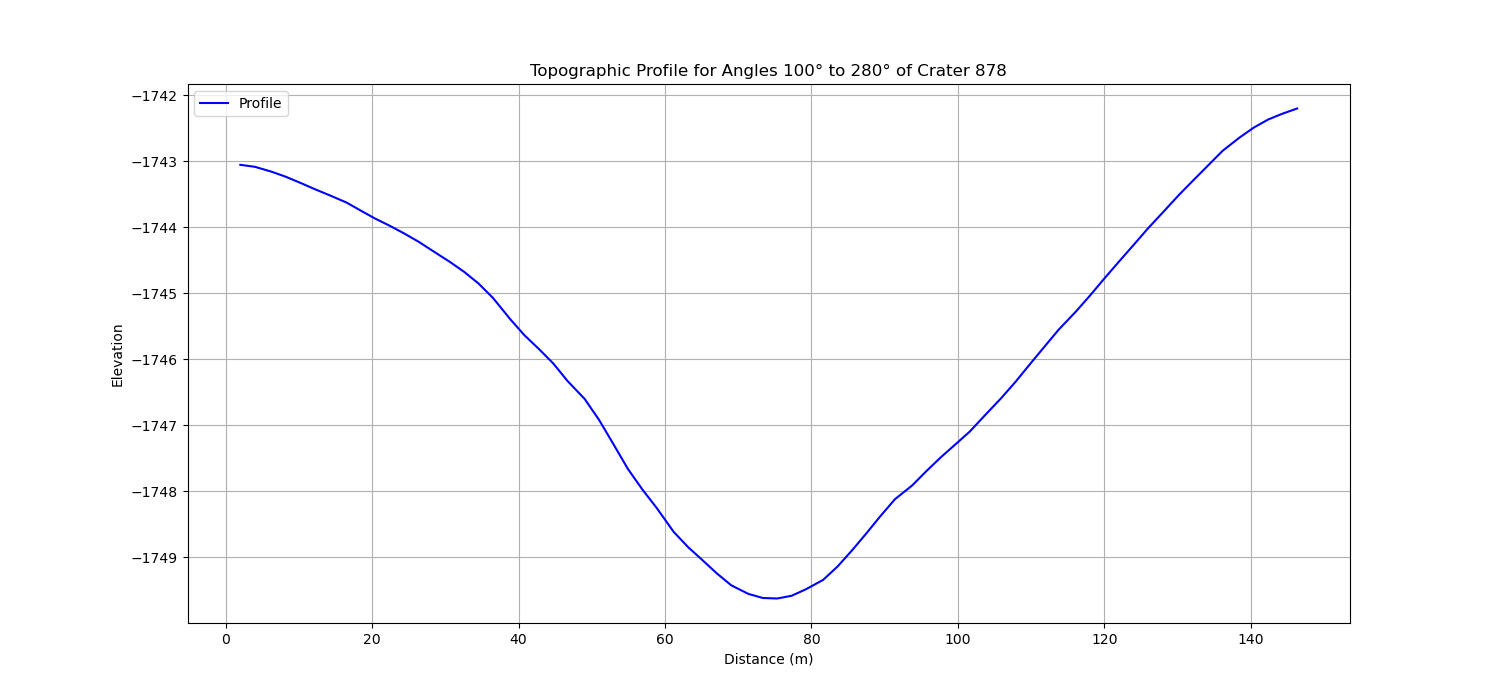 Topographic Profile for Angles 100° to 280° of Crater 878
Profile
−1742
−1743
−1744
−1745
−1746
−1747
−1748
−1749
Elevation
0 20 40 60 80 100 120 140
Distance (m)